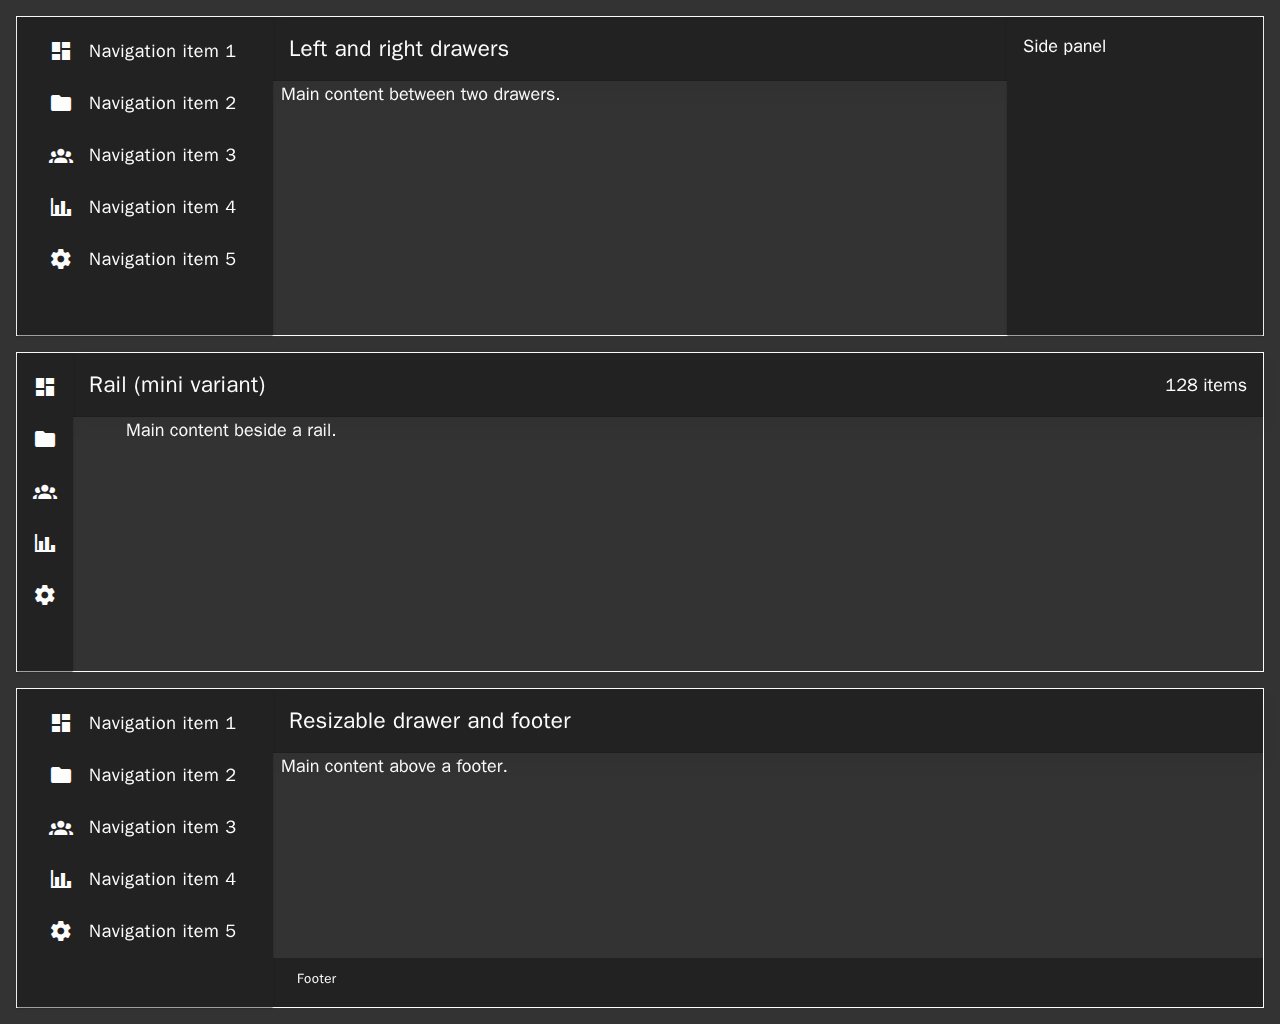 Navigation item 1
Navigation item 2
Navigation item 3
Navigation item 4
Navigation item 5
Left and right drawers
Main content between two drawers.
Side panel
Rail (mini variant)
128 items
Main content beside a rail.
Navigation item 1
Navigation item 2
Navigation item 3
Navigation item 4
Navigation item 5
Resizable drawer and footer
Main content above a footer.
Footer